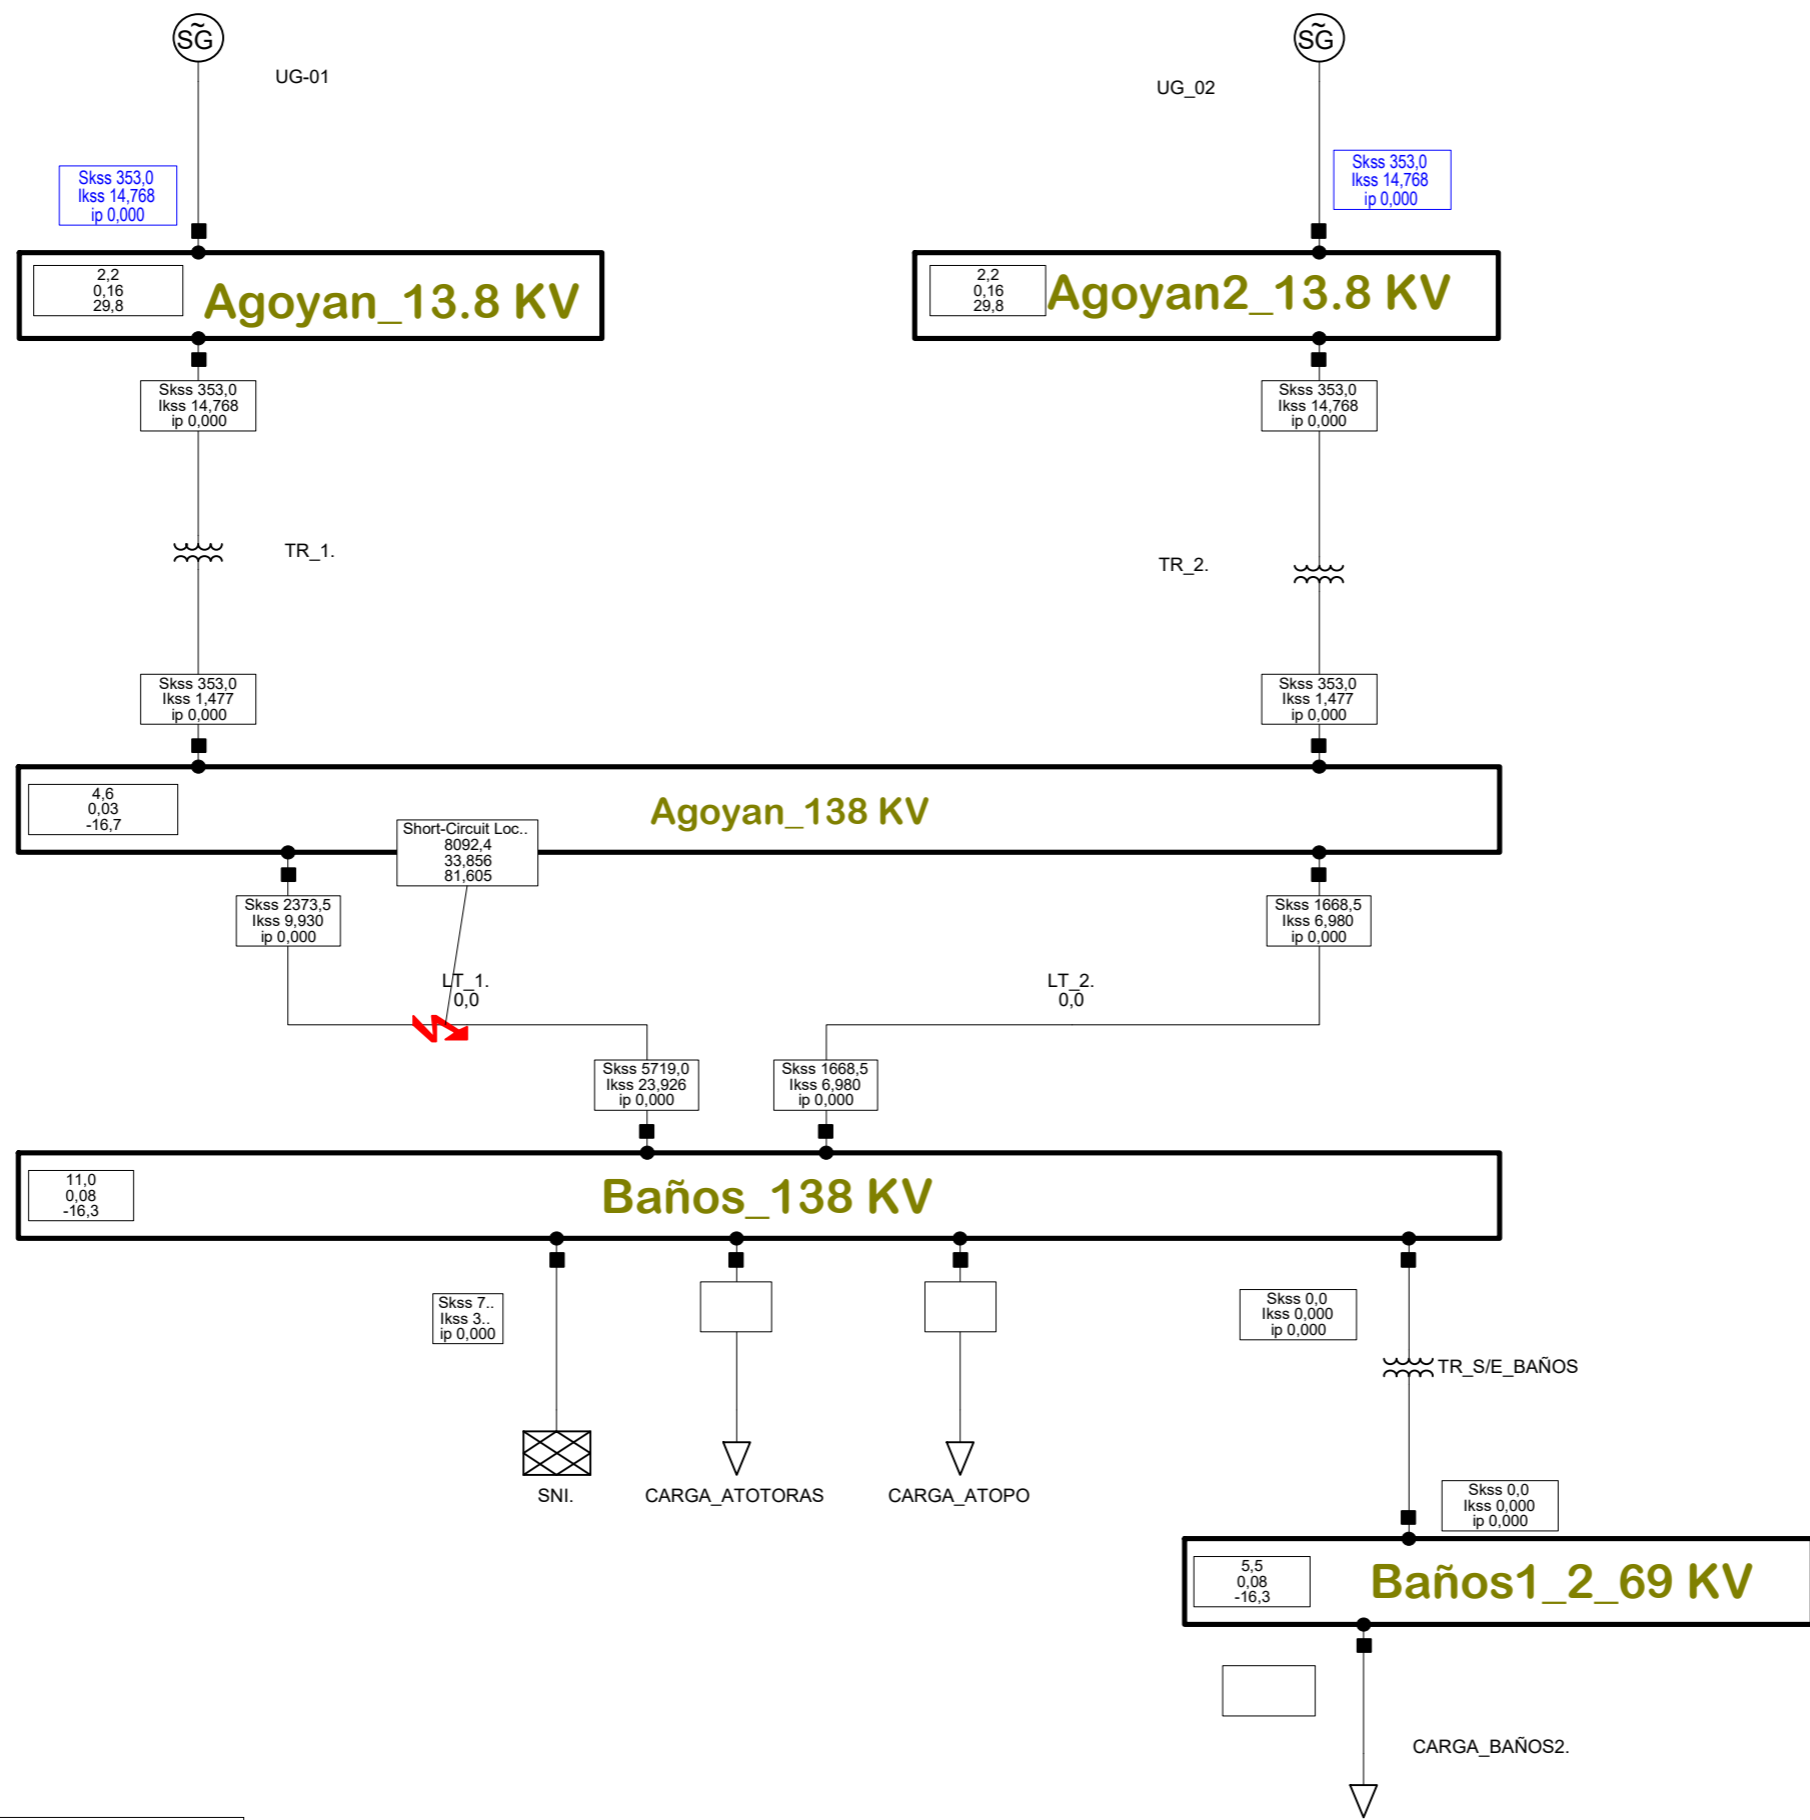 SG
SG
UG-01
UG_02
Skss 353,0
Ikss 14,768
ip 0,000
Skss 353,0
Ikss 14,768
ip 0,000
2,2
0,16
29,8
Agoyan_13.8 KV
2,2
0,16
29,8
Agoyan2_13.8 KV
Skss 353,0
Ikss 14,768
ip 0,000
Skss 353,0
Ikss 14,768
ip 0,000
TR_1.
TR_2.
Skss 353,0
Ikss 1,477
ip 0,000
Skss 353,0
Ikss 1,477
ip 0,000
4,6
0,03
-16,7
Agoyan_138 KV
Short-Circuit Loc..
8092,4
33,856
81,605
Skss 2373,5
Ikss 9,930
ip 0,000
Skss 1668,5
Ikss 6,980
ip 0,000
LT_1.
0,0
LT_2.
0,0
Skss 5719,0
Ikss 23,926
ip 0,000
Skss 1668,5
Ikss 6,980
ip 0,000
11,0
0,08
-16,3
Baños_138 KV
Skss 7..
Ikss 3..
ip 0,000
Skss 0,0
Ikss 0,000
ip 0,000
TR_S/E_BAÑOS
SNI.
CARGA_ATOTORAS
CARGA_ATOPO
Skss 0,0
Ikss 0,000
ip 0,000
5,5
0,08
-16,3
Baños1_2_69 KV
CARGA_BAÑOS2.